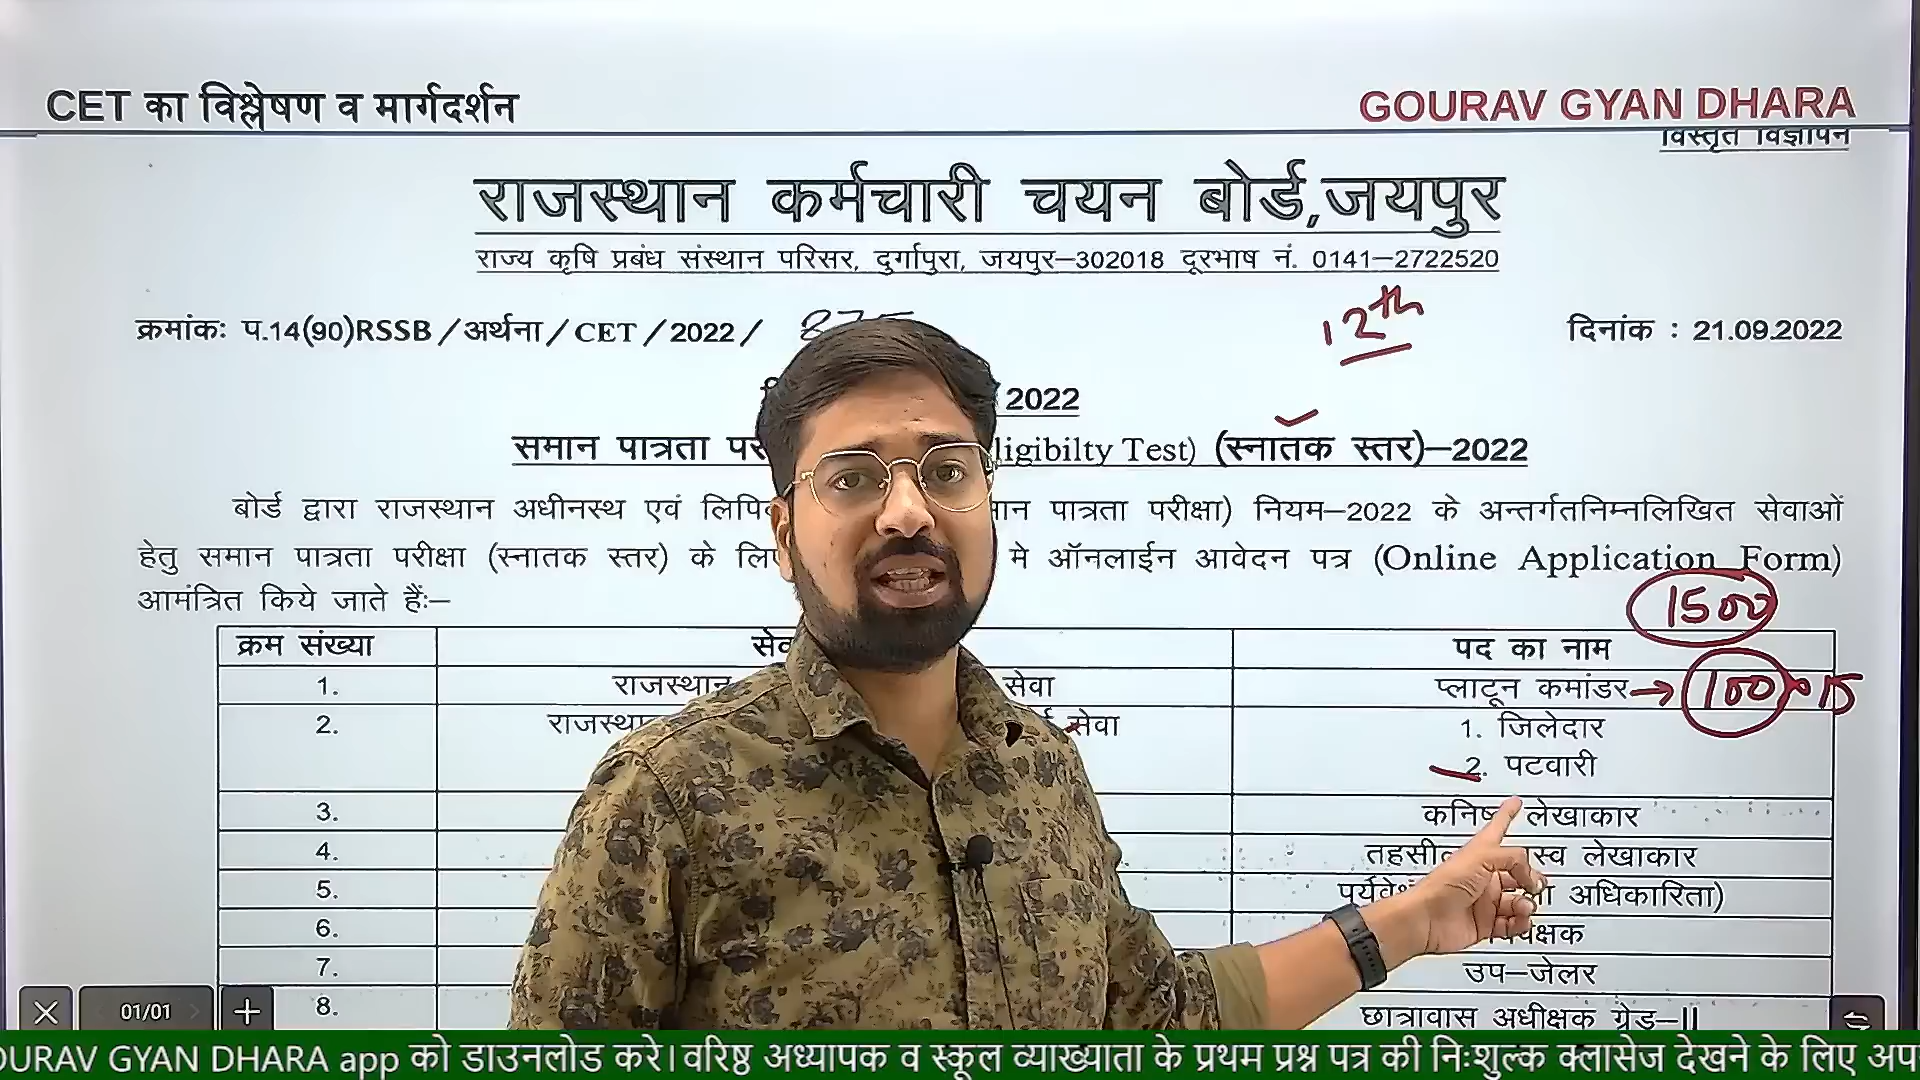 CET का विश्लेषण व मार्गदर्शन
GOURAV GYAN DHARA
विस्तृत विज्ञापन
राजस्थान कर्मचारी चयन बोर्ड,जयपुर
राज्य कृषि प्रबंध संस्थान परिसर, दुर्गापुरा, जयपुर–302018 दूरभाष नं. 0141–2722520
12th
क्रमांकः प.14(90)RSSB/अर्थना/CET/2022/ 875 दिनांक : 21.09.2022
2022
समान पात्रता ligibilty Test) (स्नातक स्तर)–2022
बोर्ड द्वारा राजस्थान अधीनस्थ एवं पात्रता परीक्षा) नियम–2022 के अन्तर्गतनिम्नलिखित सेवाओं
हेतु समान पात्रता परीक्षा (स्नातक स्तर) के मे ऑनलाईन आवेदन पत्र (Online Application Form)
आमंत्रित किये जाते हैंः–
1500
क्रम संख्या पद का नाम
1. राजस्थान सेवा प्लाटून कमांडर → 100 × 15
2. सेवा 1. जिलेदार
2. पटवारी
3. लेखाकार
4. लेखाकार
5. अधिकारिता)
6.
7. उप–जेलर
8. छात्रावास अधीक्षक ग्रेड–II
01/01
GYAN DHARA app को डाउनलोड करे। वरिष्ठ अध्यापक व स्कूल व्याख्याता के प्रथम प्रश्न पत्र की निःशुल्क क्लासेज देखने के लिए